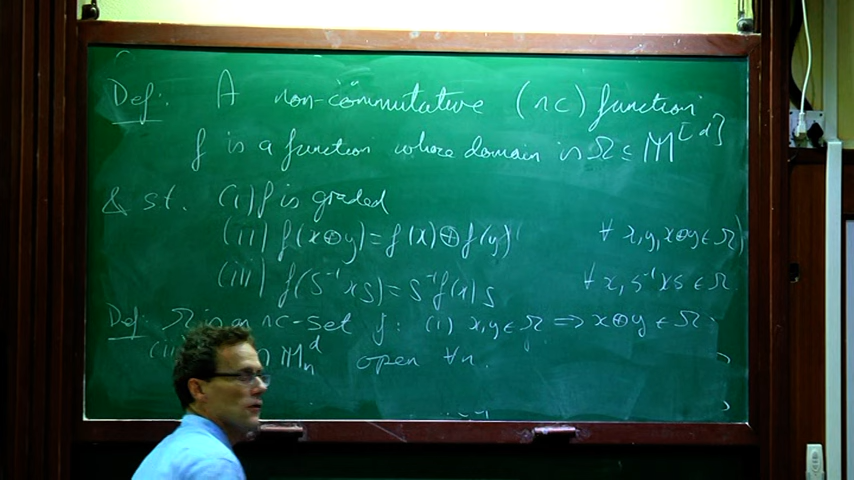 Def: A non-commutative (nc) function
f is a function whose domain is Ω ⊆ M^[d]
& st. (i) f is graded
(ii) f(x⊕y) = f(x)⊕f(y) ∀ x,y, x⊕y ∈ Ω
(iii) f(s⁻¹xs) = s⁻¹f(x)s ∀ x, s⁻¹xs ∈ Ω
Def: Ω is an nc-set if: (i) x,y ∈ Ω ⇒ x⊕y ∈ Ω
M_n^d open ∀n.